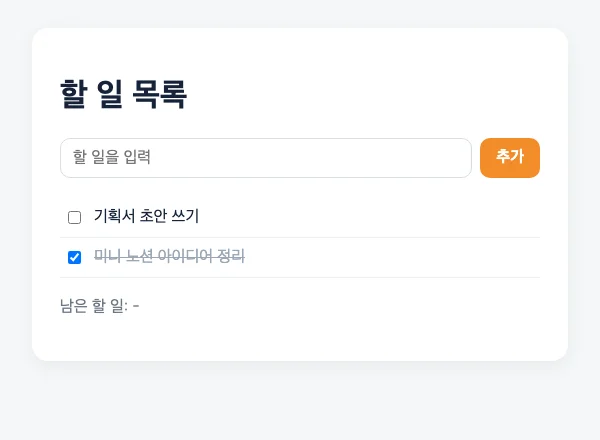 할 일 목록
할 일을 입력
추가
기획서 초안 쓰기
미니 노션 아이디어 정리
남은 할 일: -